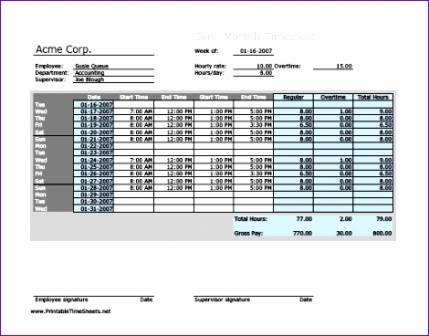 Acme Corp.
Week of: 01-16-2007
Employee: Susie Queue Hourly rate: 10.00 Overtime: 15.00
Department: Accounting Hours/day: 8.00
Supervisor: Joe Blough
Date Start Time End Time Start Time End Time Regular Overtime Total Hours
Tue 01-16-2007
Wed 01-17-2007 7:00 AM 12:00 PM 1:00 PM 5:00 PM 8.00 1.00 9.00
Thu 01-18-2007 8:00 AM 12:00 PM 1:00 PM 5:00 PM 8.00 0.00 8.00
Fri 01-19-2007 8:00 AM 12:00 PM 1:00 PM 3:30 PM 6.50 0.00 6.50
Sat 01-20-2007 8:00 AM 12:00 PM 1:00 PM 5:00 PM 8.00 0.00 8.00
Sun 01-21-2007 8:00 AM 12:00 PM 1:00 PM 5:00 PM 8.00 0.00 8.00
Mon 01-22-2007
Tue 01-23-2007
Wed 01-24-2007 7:00 AM 12:00 PM 1:00 PM 5:00 PM 8.00 1.00 9.00
Thu 01-25-2007 8:00 AM 12:00 PM 1:00 PM 5:00 PM 8.00 0.00 8.00
Fri 01-26-2007 8:00 AM 12:00 PM 1:00 PM 3:30 PM 6.50 0.00 6.50
Sat 01-27-2007 8:00 AM 12:00 PM 1:00 PM 5:00 PM 8.00 0.00 8.00
Sun 01-28-2007 8:00 AM 12:00 PM 1:00 PM 5:00 PM 8.00 0.00 8.00
Mon 01-29-2007
Tue 01-30-2007
Wed 01-31-2007
Total Hours: 77.00 2.00 79.00
Gross Pay: 770.00 30.00 800.00
Employee signature Date Supervisor signature Date
www.PrintableTimeSheets.net